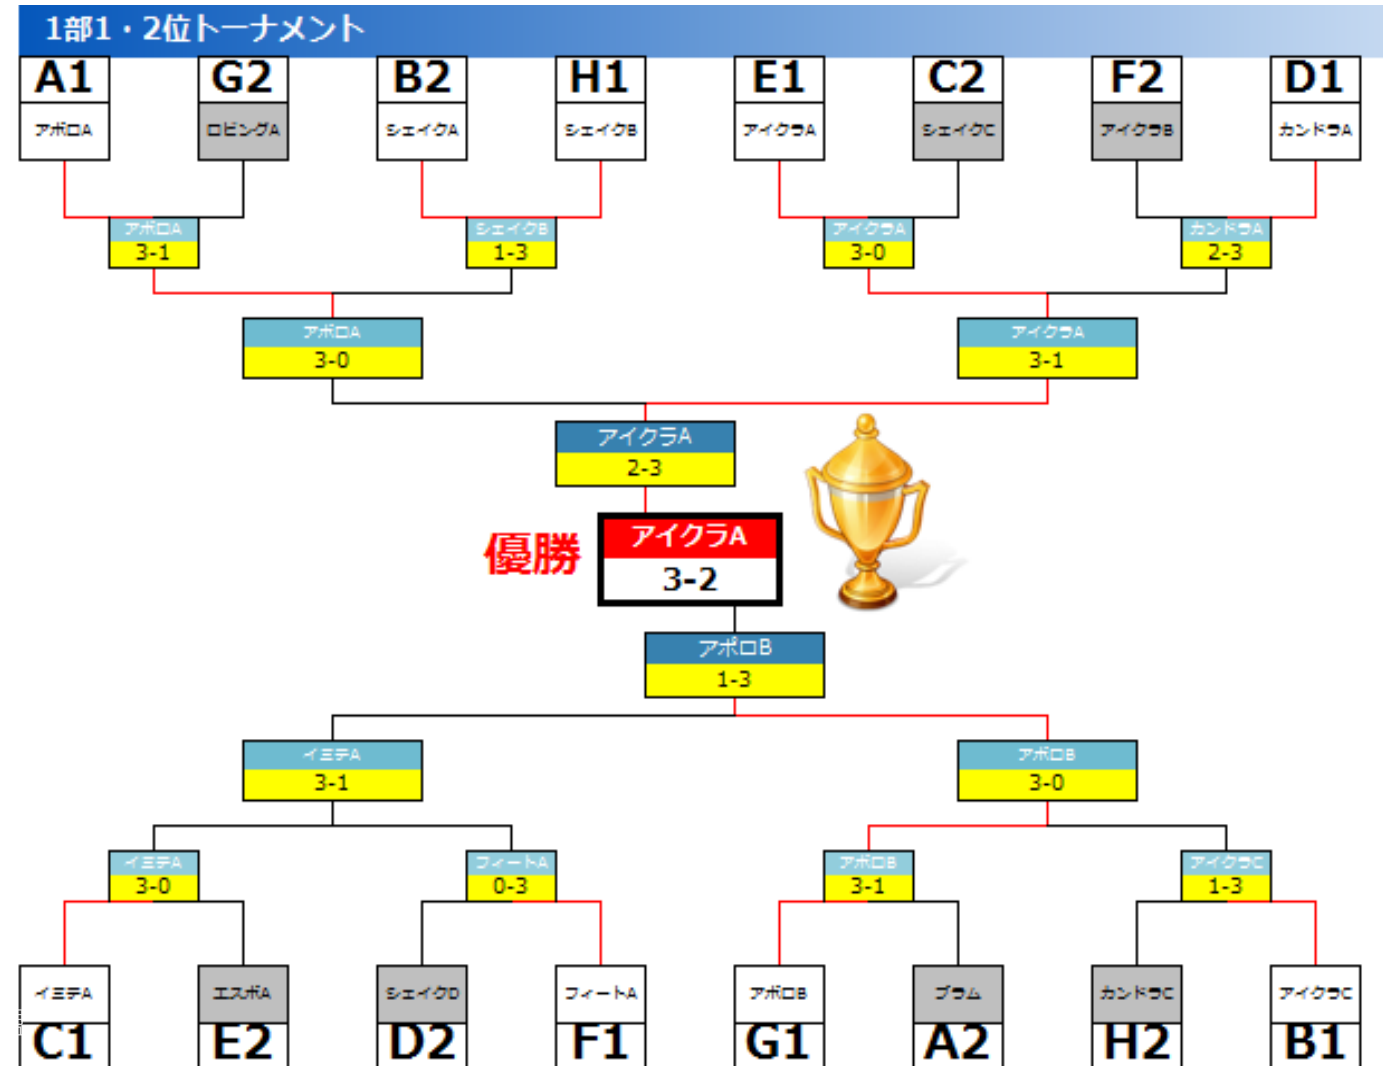 1部1・2位トーナメント
A1 G2 B2 H1 E1 C2 F2 D1
アポロA ロビングA シェイクA シェイクB アイクラA シェイクC アイクラB カンドラA
アポロA シェイクB アイクラA カンドラA
3-1 1-3 3-0 2-3
アポロA アイクラA
3-0 3-1
アイクラA
2-3
優勝 アイクラA
3-2
アポロB
1-3
イミテA アポロB
3-1 3-0
イミテA フィートA アポロB アイクラC
3-0 0-3 3-1 1-3
イミテA エスポA シェイクD フィートA アポロB プラム カンドラC アイクラC
C1 E2 D2 F1 G1 A2 H2 B1